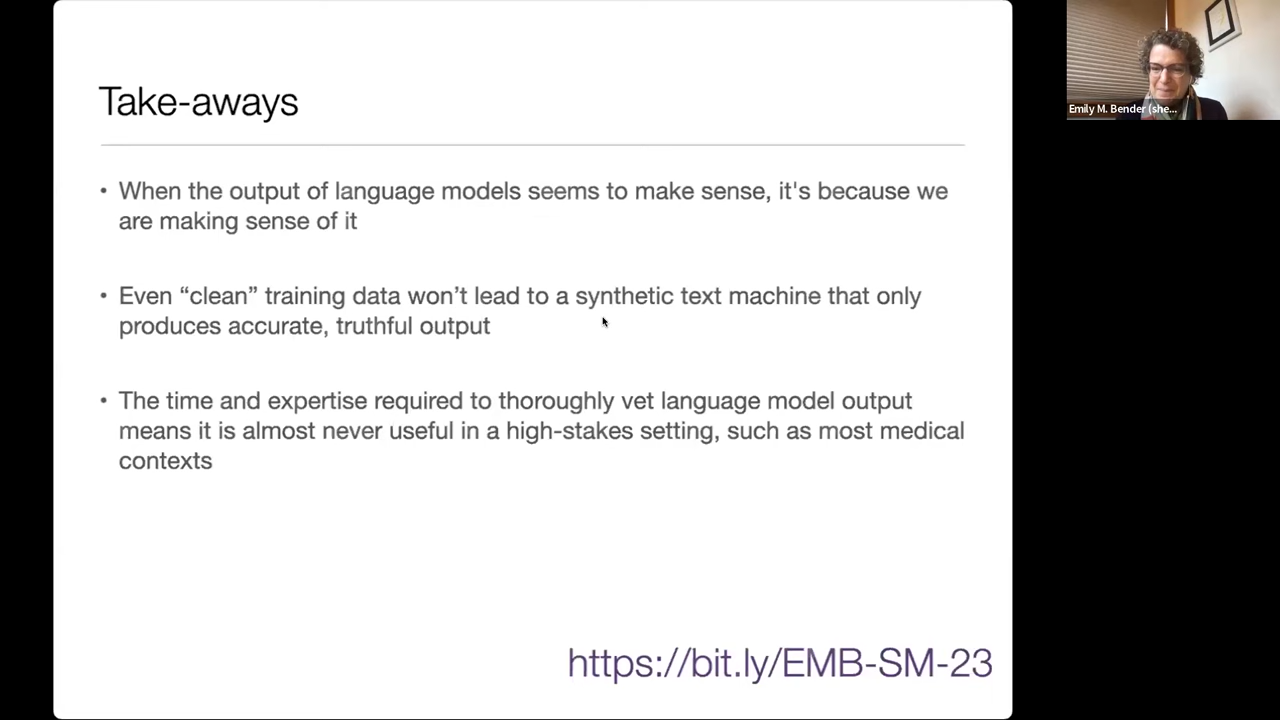 Take-aways
• When the output of language models seems to make sense, it's because we
are making sense of it
• Even “clean” training data won’t lead to a synthetic text machine that only
produces accurate, truthful output
• The time and expertise required to thoroughly vet language model output
means it is almost never useful in a high-stakes setting, such as most medical
contexts
https://bit.ly/EMB-SM-23
Emily M. Bender (she...